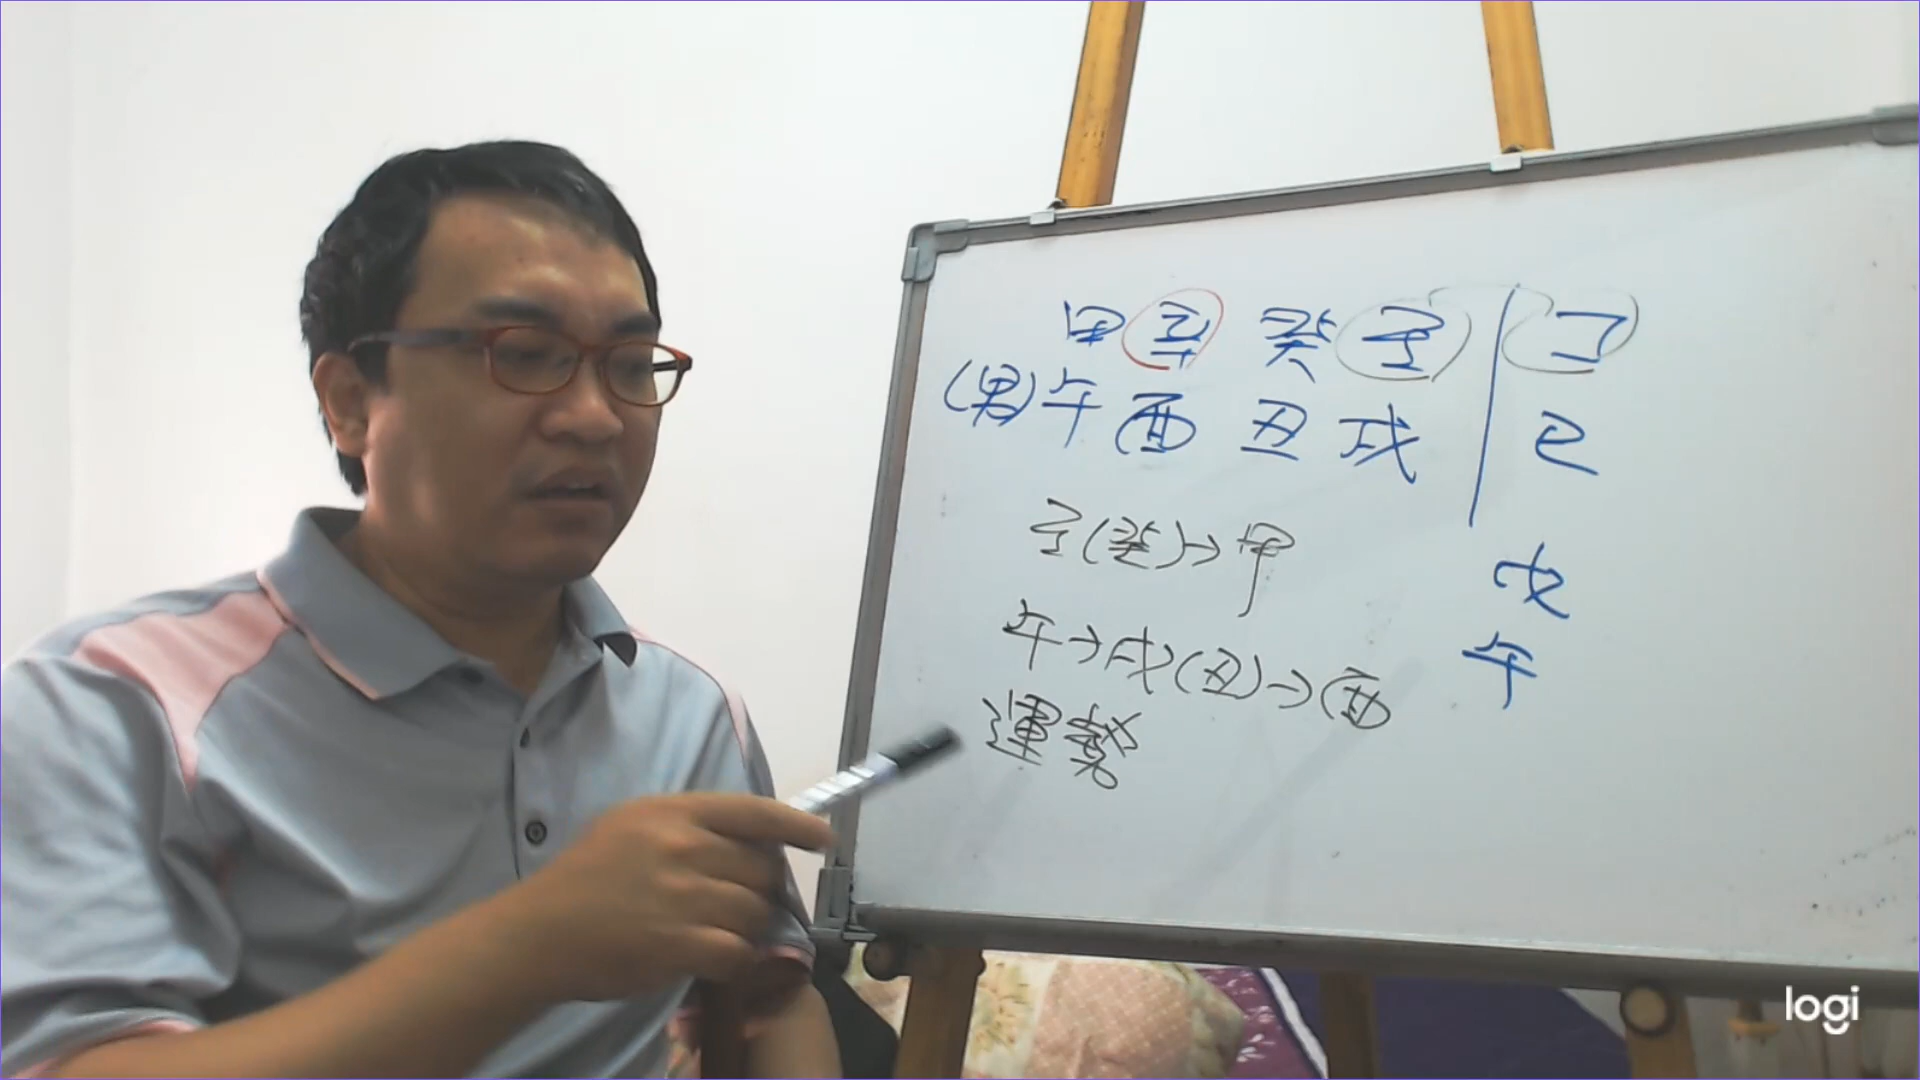 甲 辛 癸 壬 丁
(男)午 酉 丑 戌 巳
壬(癸)→甲 戊
午→戌(丑)→酉 午
運勢
logi